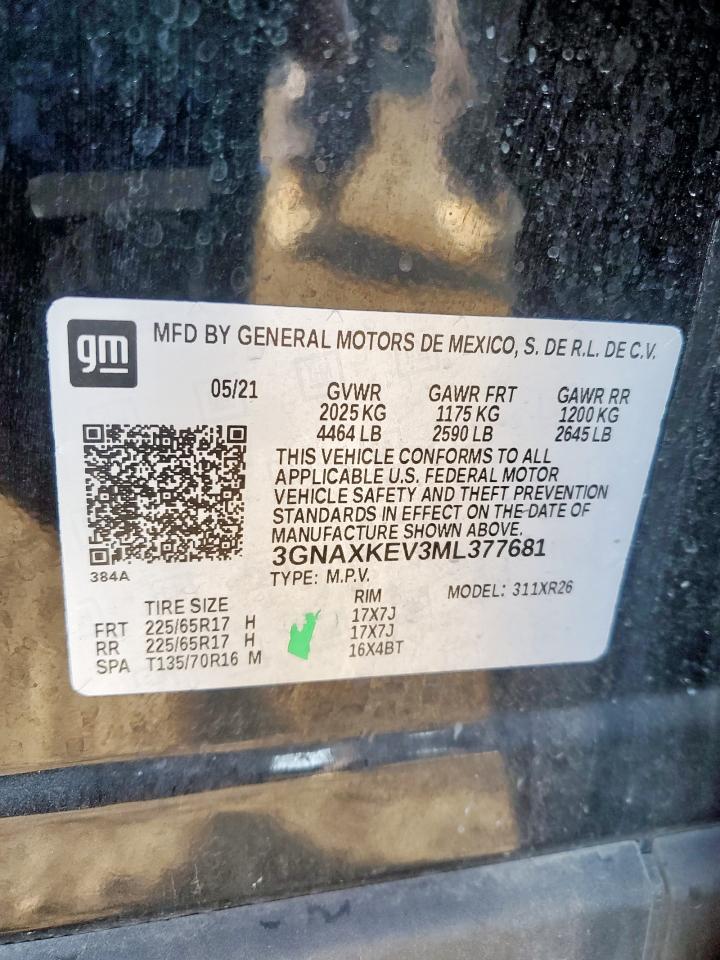 gm
MFD BY GENERAL MOTORS DE MEXICO, S. DE R.L. DE C.V.
05/21 GVWR GAWR FRT GAWR RR
2025 KG 1175 KG 1200 KG
4464 LB 2590 LB 2645 LB
THIS VEHICLE CONFORMS TO ALL
APPLICABLE U.S. FEDERAL MOTOR
VEHICLE SAFETY AND THEFT PREVENTION
STANDARDS IN EFFECT ON THE DATE OF
MANUFACTURE SHOWN ABOVE.
3GNAXKEV3ML377681
384A
TYPE: M.P.V. MODEL: 311XR26
TIRE SIZE RIM
FRT 225/65R17 H 17X7J
RR 225/65R17 H 17X7J
SPA T135/70R16 M 16X4BT